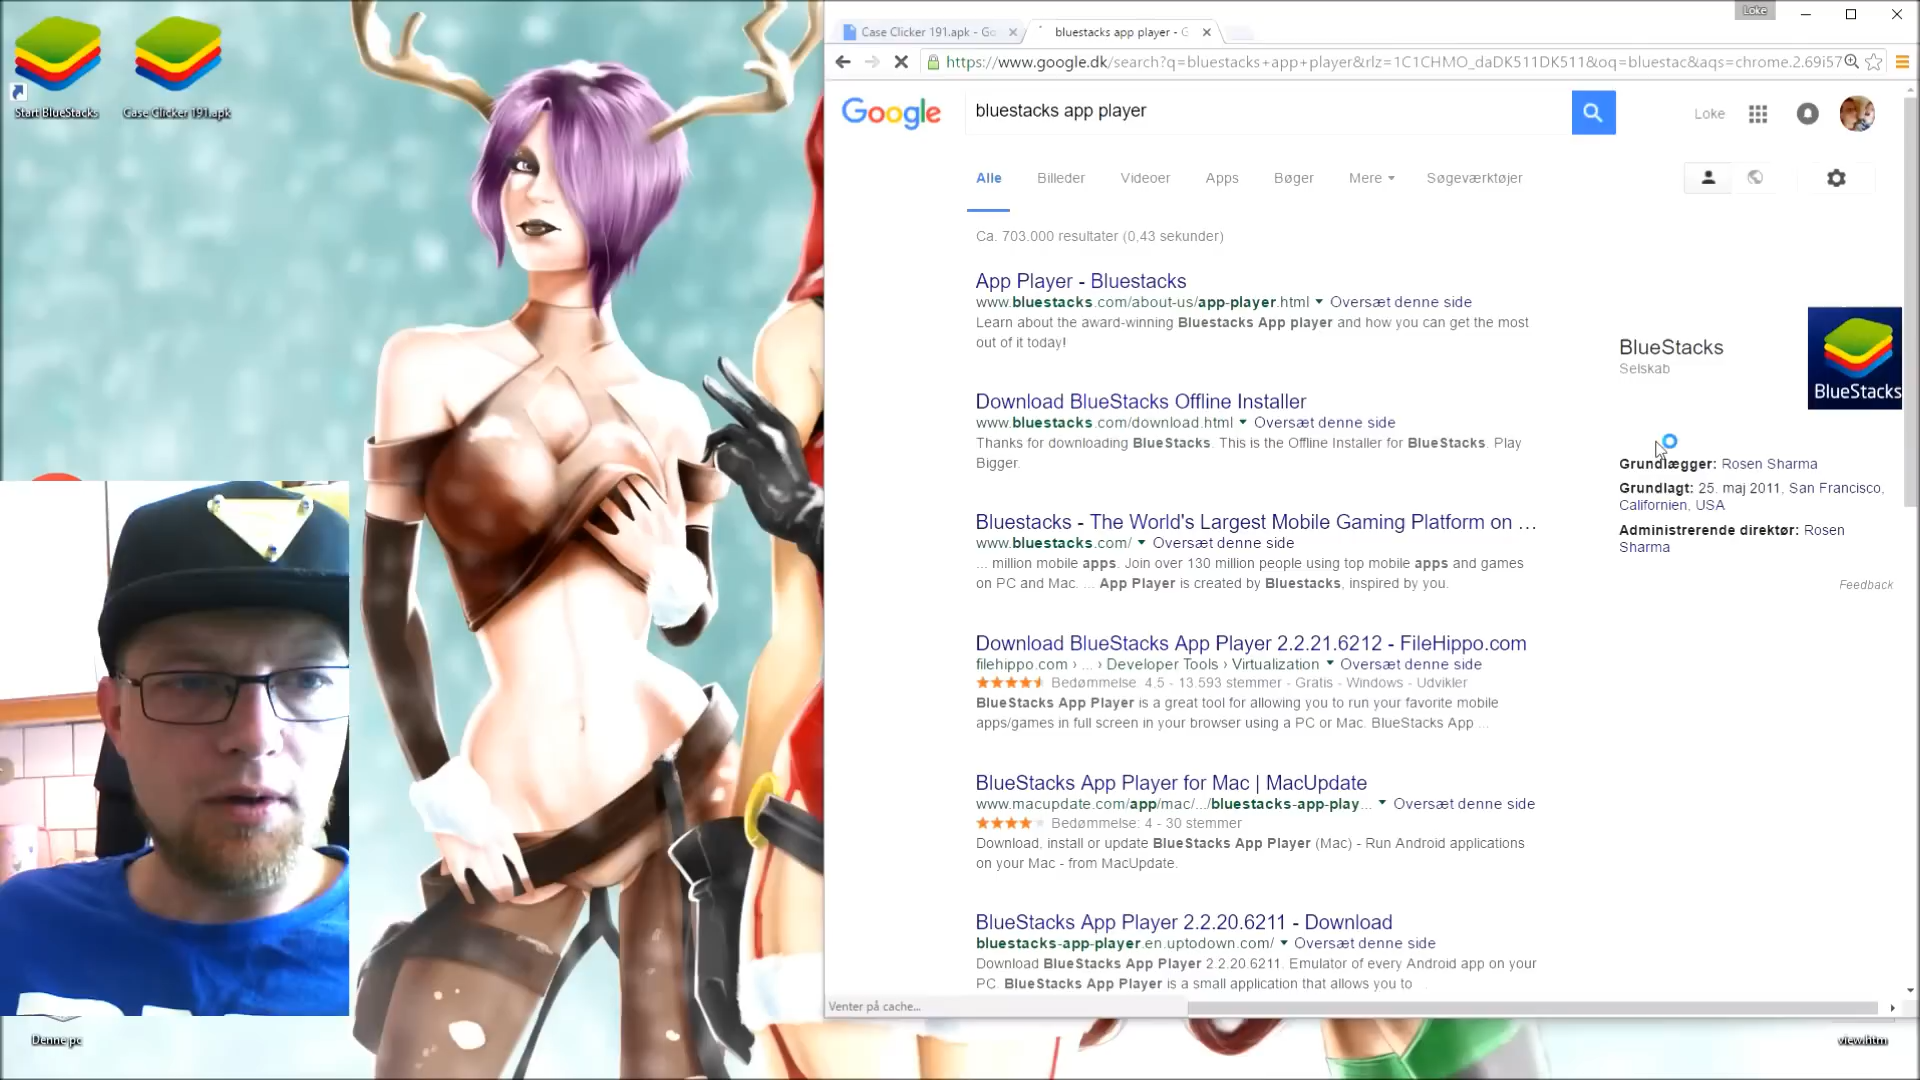 Start BlueStacks
Case Clicker 191.apk
Denne pc
Loke
Case Clicker 191.apk - Go
bluestacks app player - G
https://www.google.dk/search?q=bluestacks+app+player&rlz=1C1CHMO_daDK511DK511&oq=bluestac&aqs=chrome.2.69i57
Google
bluestacks app player
Loke
Alle
Billeder
Videoer
Apps
Bøger
Mere
Søgeværktøjer
Ca. 703.000 resultater (0,43 sekunder)
App Player - Bluestacks
www.bluestacks.com/about-us/app-player.html Oversæt denne side
Learn about the award-winning Bluestacks App player and how you can get the most
out of it today!
Download BlueStacks Offline Installer
www.bluestacks.com/download.html Oversæt denne side
Thanks for downloading BlueStacks. This is the Offline Installer for BlueStacks. Play
Bigger.
Bluestacks - The World's Largest Mobile Gaming Platform on ...
www.bluestacks.com/ Oversæt denne side
... million mobile apps. Join over 130 million people using top mobile apps and games
on PC and Mac. ... App Player is created by Bluestacks, inspired by you.
Download BlueStacks App Player 2.2.21.6212 - FileHippo.com
filehippo.com › ... › Developer Tools › Virtualization Oversæt denne side
Bedømmelse: 4,5 - 13.593 stemmer - Gratis - Windows - Udvikler
BlueStacks App Player is a great tool for allowing you to run your favorite mobile
apps/games in full screen in your browser using a PC or Mac. BlueStacks App ...
BlueStacks App Player for Mac | MacUpdate
www.macupdate.com/app/mac/.../bluestacks-app-play... Oversæt denne side
Bedømmelse: 4 - 30 stemmer
Download, install or update BlueStacks App Player (Mac) - Run Android applications
on your Mac - from MacUpdate.
BlueStacks App Player 2.2.20.6211 - Download
bluestacks-app-player.en.uptodown.com/ Oversæt denne side
Download BlueStacks App Player 2.2.20.6211. Emulator of every Android app on your
PC. BlueStacks App Player is a small application that allows you to
BlueStacks
Selskab
BlueStacks
Grundlægger: Rosen Sharma
Grundlagt: 25. maj 2011, San Francisco,
Californien, USA
Administrerende direktør: Rosen
Sharma
Feedback
Venter på cache...
view.htm